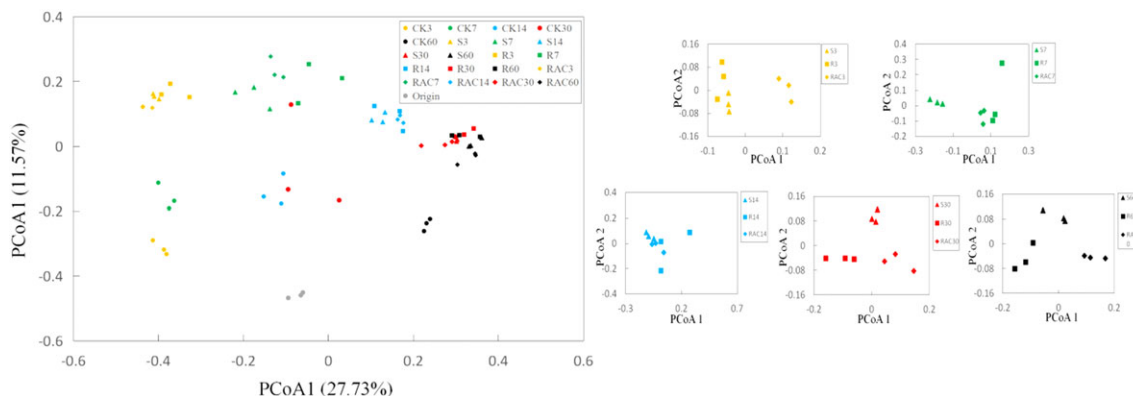 0.4
0.2
0
-0.2
-0.4
-0.6
-0.6 -0.4 -0.2 0 0.2 0.4 0.6
PCoA1 (11.57%)
PCoA1 (27.73%)
CK3 CK7 CK14 CK30
CK60 S3 S7 S14
S30 S60 R3 R7
R14 R30 R60 RAC3
RAC7 RAC14 RAC30 RAC60
Origin
0.16
0.08
0
-0.08
-0.16
-0.1 0 0.1 0.2
PCoA2
PCoA 1
S3
R3
RAC3
0.4
0.3
0.2
0.1
0
-0.1
-0.2
-0.3 -0.1 0.1 0.3
PCoA 2
PCoA 1
S7
R7
RAC7
0.4
0.2
0
-0.2
-0.4
-0.3 0.2 0.7
PCoA 2
PCoA 1
S14
R14
RAC14
0.16
0.08
0
-0.08
-0.16
-0.2 0 0.2
PCoA 2
PCoA 1
S30
R30
RAC30
0.16
0.08
0
-0.08
-0.16
-0.2 0 0.2
PCoA 2
PCoA 1
RAC6
0